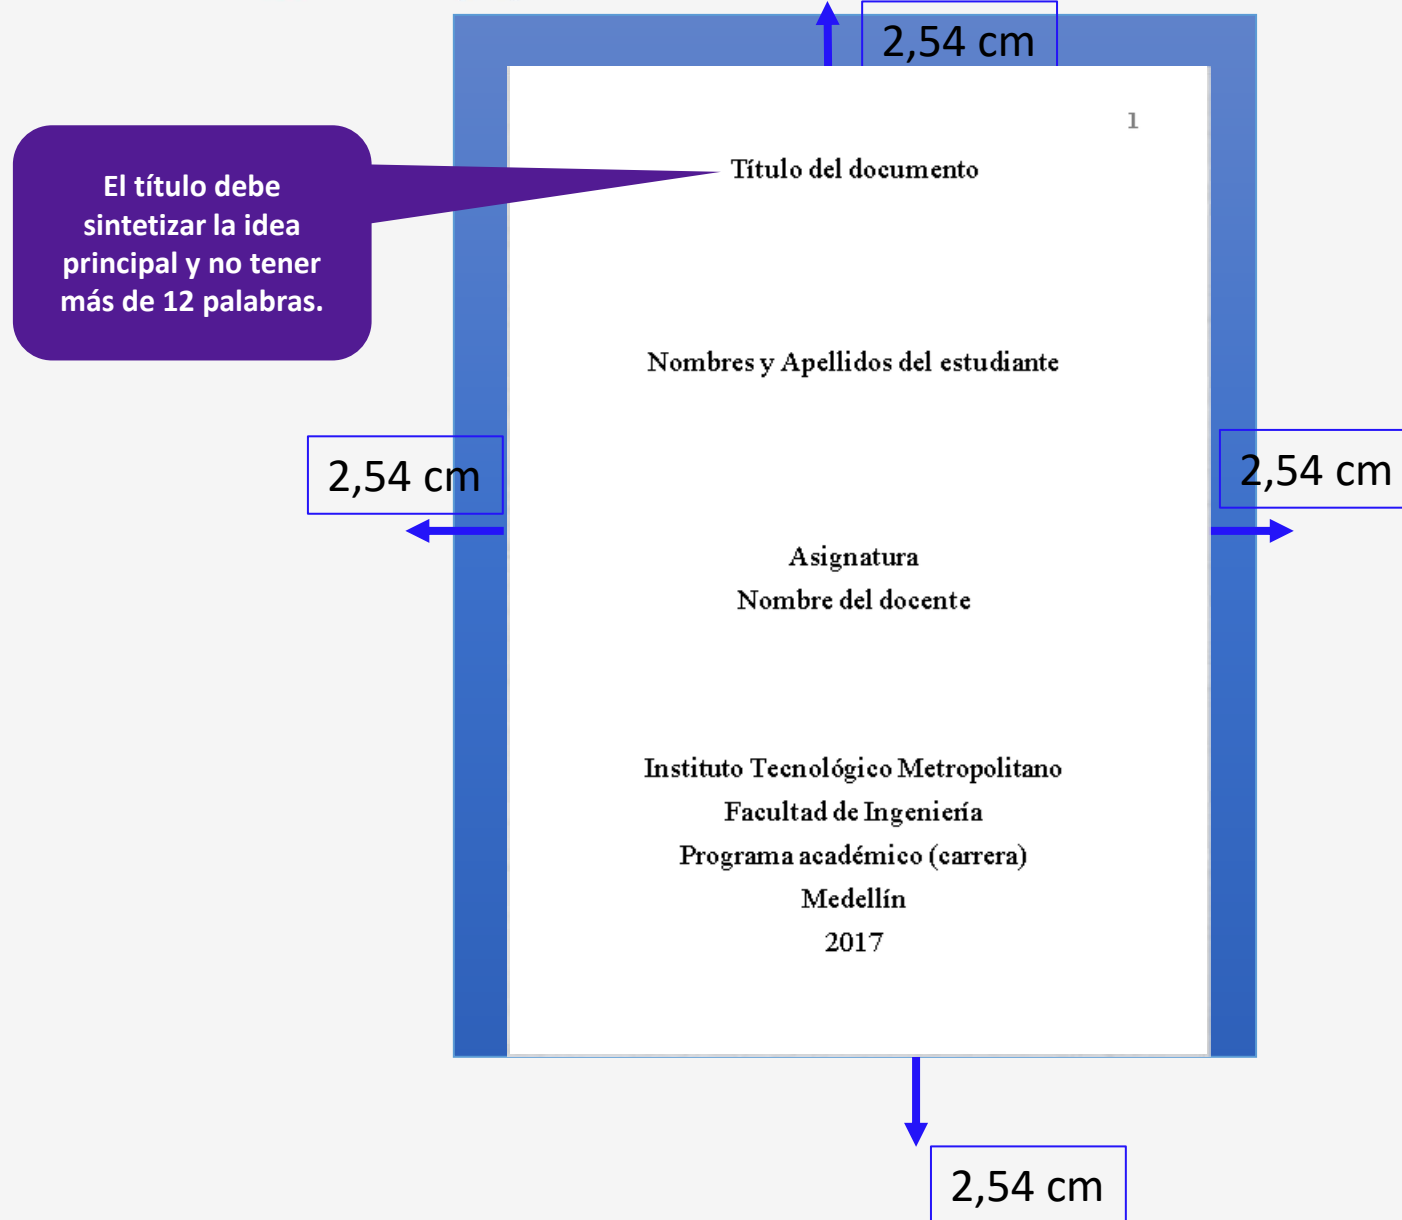 2,54 cm
1
El título debe
sintetizar la idea
principal y no tener
más de 12 palabras.
Título del documento
Nombres y Apellidos del estudiante
2,54 cm
2,54 cm
Asignatura
Nombre del docente
Instituto Tecnológico Metropolitano
Facultad de Ingeniería
Programa académico (carrera)
Medellín
2017
2,54 cm